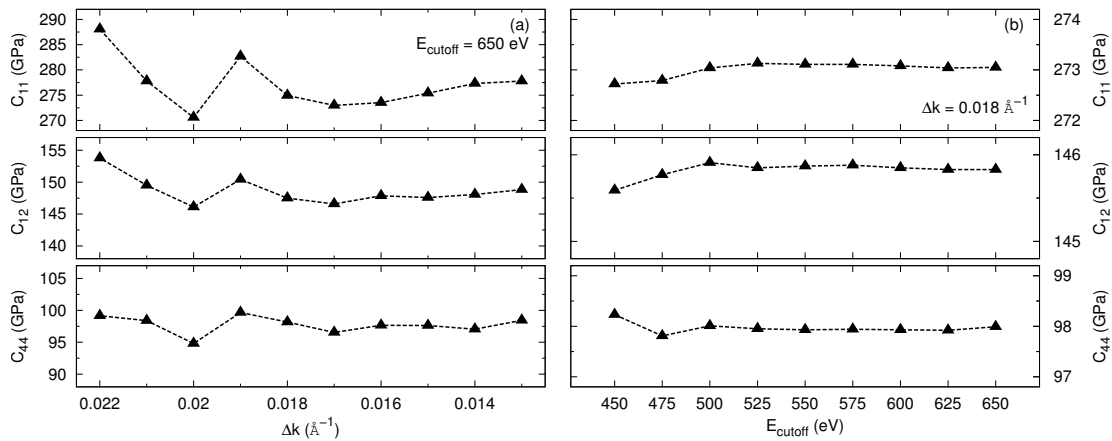 290
285
280
275
270
C11 (GPa)
(a)
Ecutoff = 650 eV
155
150
145
140
C12 (GPa)
105
100
95
90
C44 (GPa)
0.022 0.02 0.018 0.016 0.014
Δk (Å−1)
(b)
274
273
272
C11 (GPa)
Δk = 0.018 Å−1
146
145
C12 (GPa)
99
98
97
C44 (GPa)
450 475 500 525 550 575 600 625 650
Ecutoff (eV)